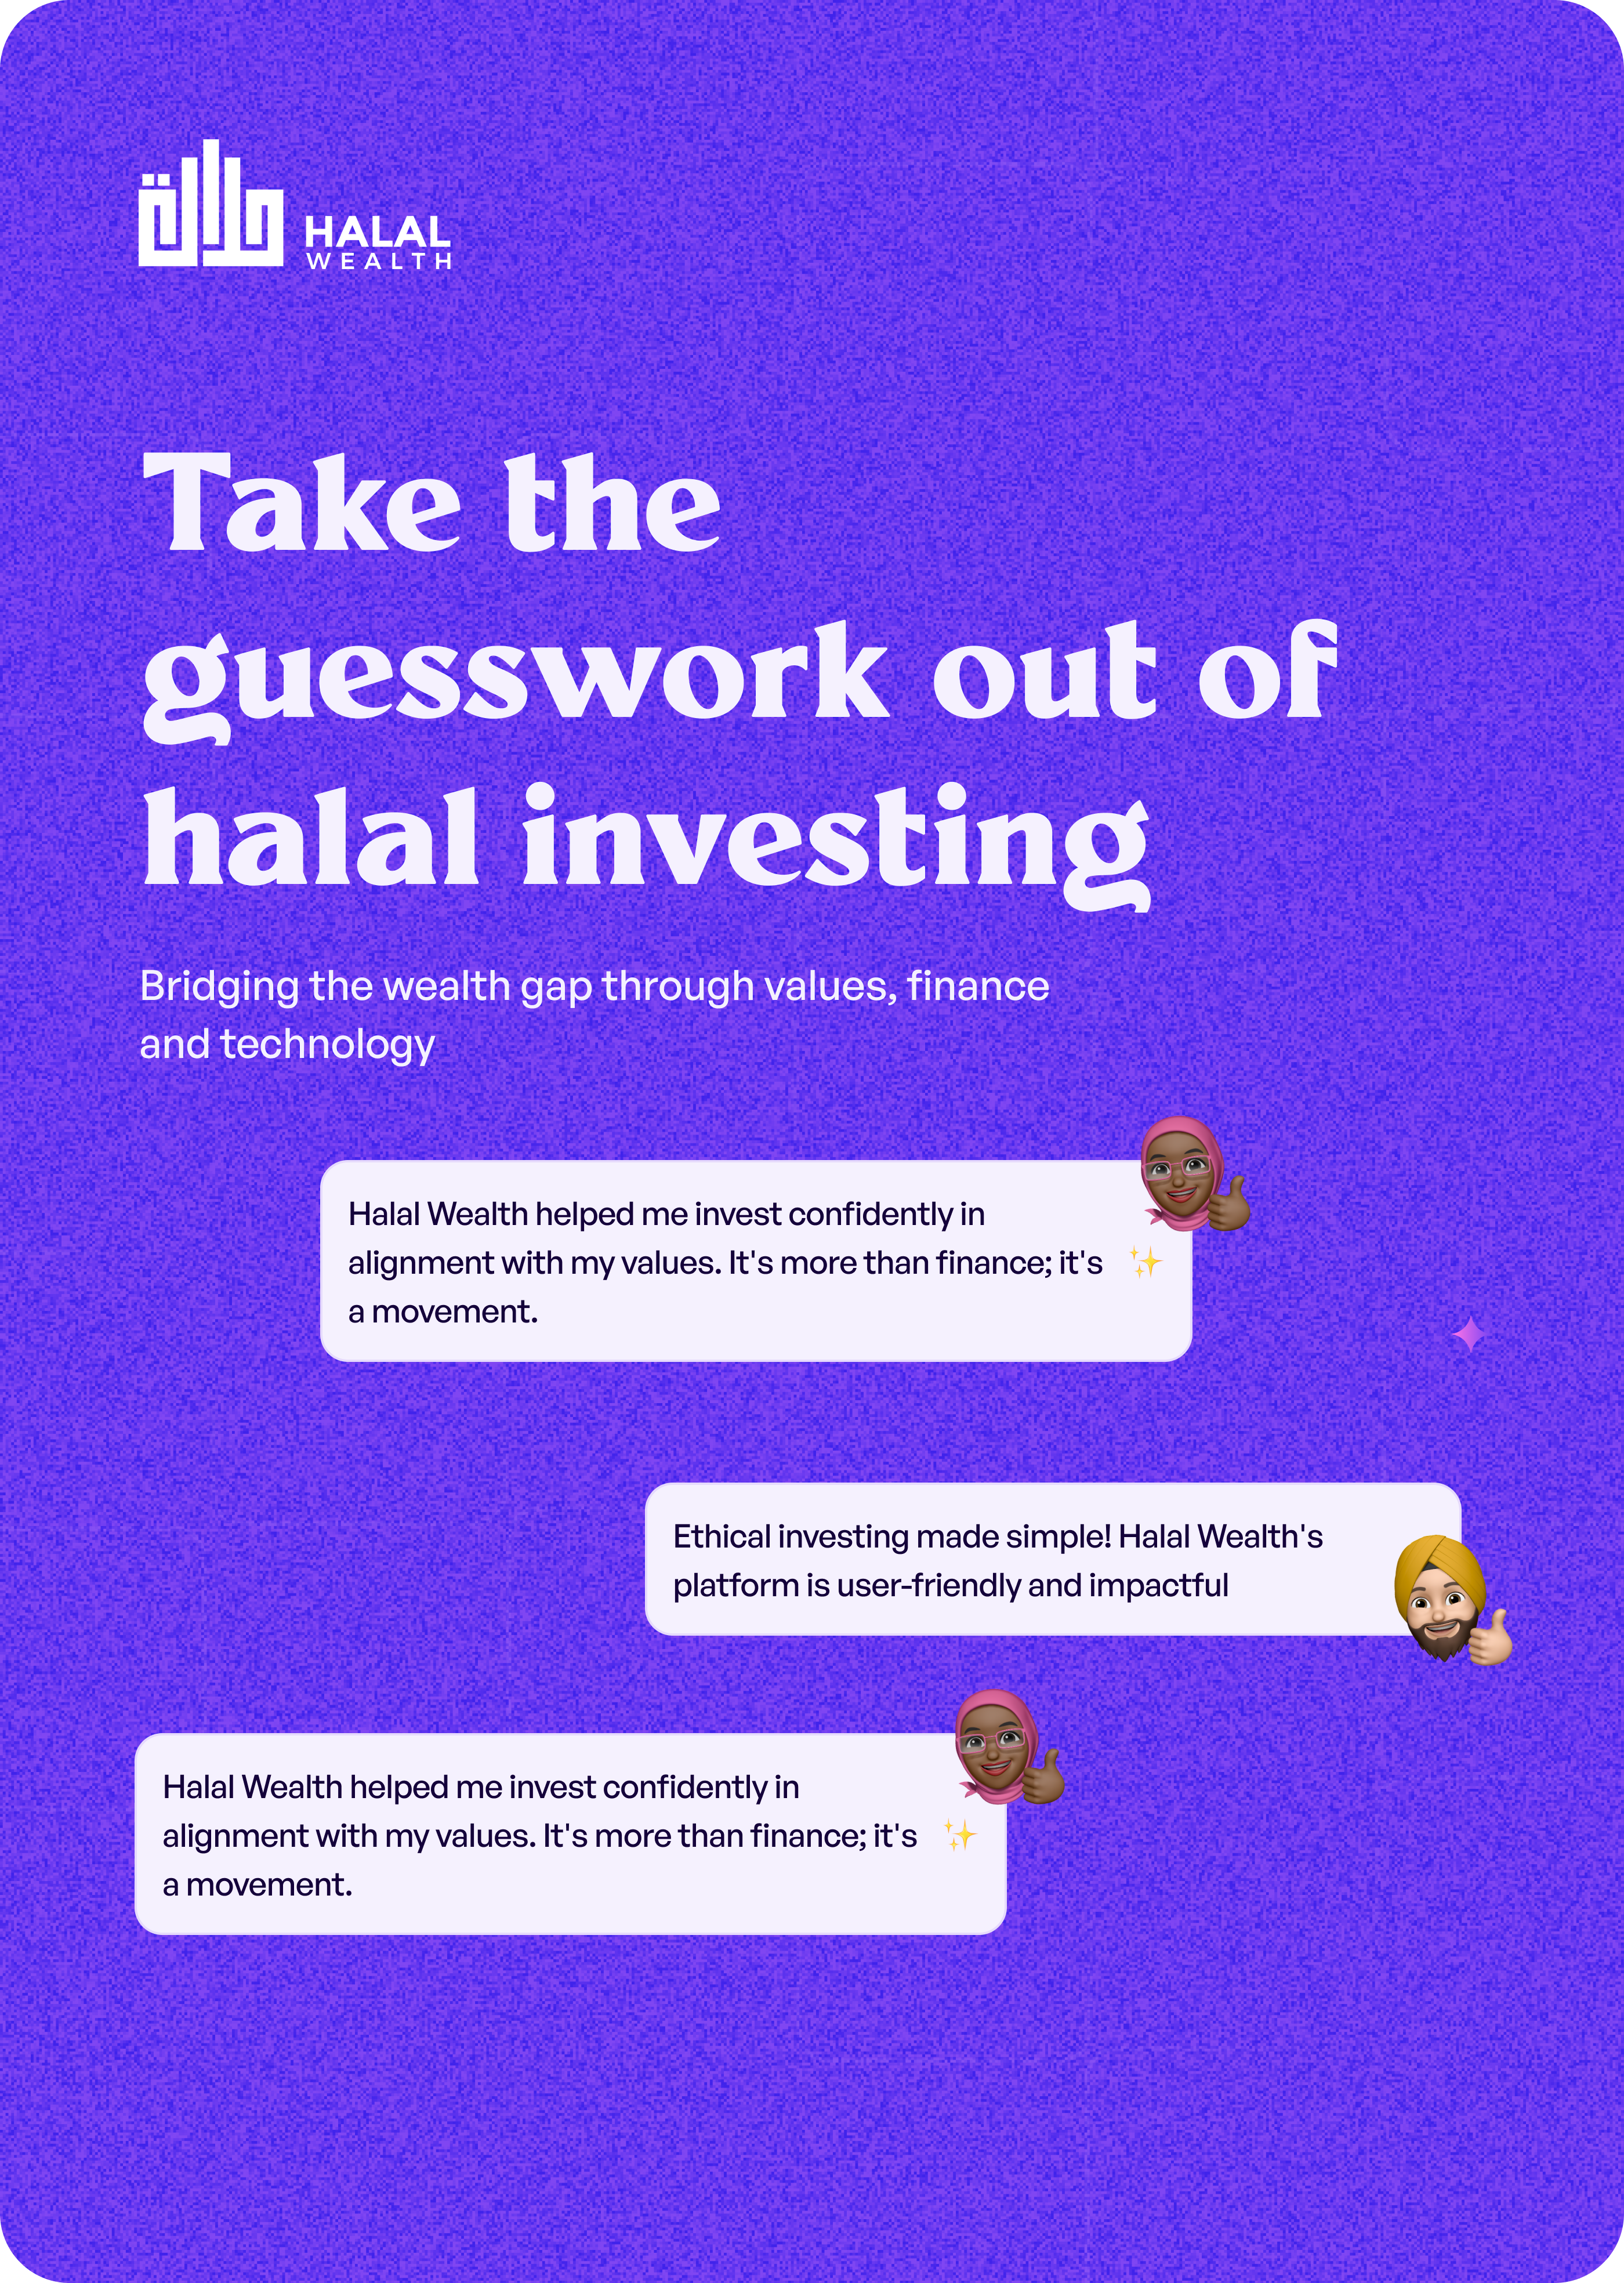 HALAL
WEALTH
Take the
guesswork out of
halal investing
Bridging the wealth gap through values, finance
and technology
Halal Wealth helped me invest confidently in
alignment with my values. It's more than finance; it's ✨
a movement.
Ethical investing made simple! Halal Wealth's
platform is user-friendly and impactful
Halal Wealth helped me invest confidently in
alignment with my values. It's more than finance; it's ✨
a movement.